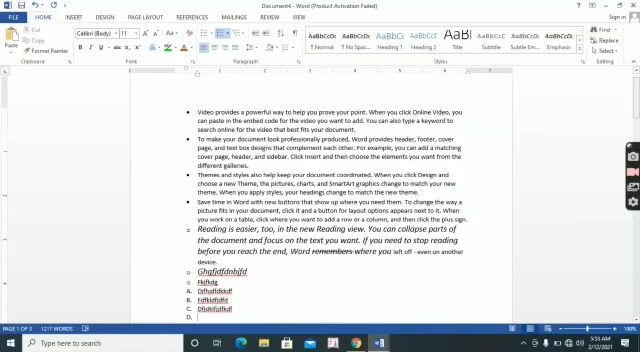 Document4 - Word (Product Activation Failed)
Sign in
FILE HOME INSERT DESIGN PAGE LAYOUT REFERENCES MAILINGS REVIEW VIEW
Paste
Cut
Copy
Format Painter
Calibri (Body) 11
AaBbCcDc AaBbCcDc AaBbCc AaBbCc AaBl AaBbCcD AaBbCcDc AaBbCcDc
¶ Normal ¶ No Spac... Heading 1 Heading 2 Title Subtitle Subtle Em... Emphasis
Find
Replace
Select
Clipboard Font Paragraph Styles Editing
• Video provides a powerful way to help you prove your point. When you click Online Video, you
can paste in the embed code for the video you want to add. You can also type a keyword to
search online for the video that best fits your document.
• To make your document look professionally produced, Word provides header, footer, cover
page, and text box designs that complement each other. For example, you can add a matching
cover page, header, and sidebar. Click Insert and then choose the elements you want from the
different galleries.
• Themes and styles also help keep your document coordinated. When you click Design and
choose a new Theme, the pictures, charts, and SmartArt graphics change to match your new
theme. When you apply styles, your headings change to match the new theme.
• Save time in Word with new buttons that show up where you need them. To change the way a
picture fits in your document, click it and a button for layout options appears next to it. When
you work on a table, click where you want to add a row or a column, and then click the plus sign.
o Reading is easier, too, in the new Reading view. You can collapse parts of
the document and focus on the text you want. If you need to stop reading
before you reach the end, Word remembers where you left off - even on another
device.
o Ghgfjdfdnbjfd
o Fkjfkdg
A. Djfhjdfdkkdf
B. Fdfkldfjdfd
C. Dfjdklfjdfkdf
D.
PAGE 1 OF 3 1217 WORDS
100%
Type here to search
5:53 AM
2/12/2021